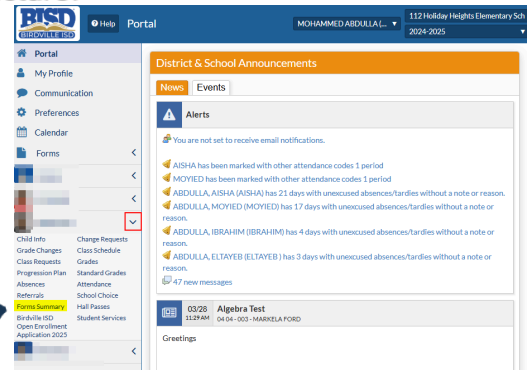 BISD
BIRDVILLE ISD
Help
Portal
MOHAMMED ABDULLA (...
112 Holiday Heights Elementary Sch
2024-2025
Portal
My Profile
Communication
Preferences
Calendar
Forms
Child Info Change Requests
Grade Changes Class Schedule
Class Requests Grades
Progression Plan Standard Grades
Absences Attendance
Referrals School Choice
Forms Summary Hall Passes
Birdville ISD Student Services
Open Enrollment
Application 2025
District & School Announcements
News Events
Alerts
You are not set to receive email notifications.
AISHA has been marked with other attendance codes 1 period
MOYIED has been marked with other attendance codes 1 period
ABDULLA, AISHA (AISHA) has 21 days with unexcused absences/tardies without a note or reason.
ABDULLA, MOYIED (MOYIED) has 17 days with unexcused absences/tardies without a note or
reason.
ABDULLA, IBRAHIM (IBRAHIM) has 4 days with unexcused absences/tardies without a note or
reason.
ABDULLA, ELTAYEB (ELTAYEB ) has 3 days with unexcused absences/tardies without a note or
reason.
47 new messages
03/28 Algebra Test
11:29 AM 04 04 - 003 - MARKELA FORD
Greetings